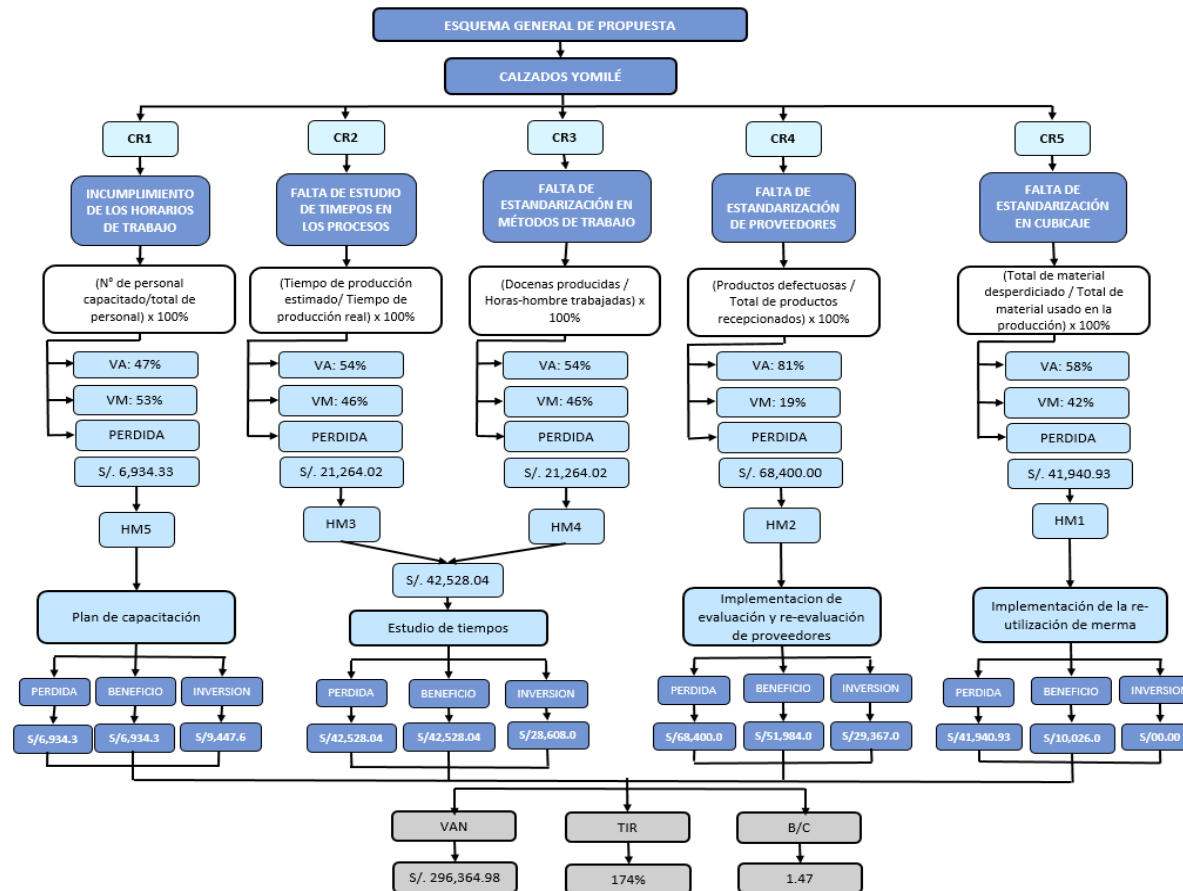 ESQUEMA GENERAL DE PROPUESTA
CALZADOS YOMILÉ
CR1
CR2
CR3
CR4
CR5
INCUMPLIMIENTO
DE LOS HORARIOS
DE TRABAJO
FALTA DE ESTUDIO
DE TIMEPOS EN
LOS PROCESOS
FALTA DE
ESTANDARIZACIÓN EN
MÉTODOS DE TRABAJO
FALTA DE
ESTANDARIZACIÓN
DE PROVEEDORES
FALTA DE
ESTANDARIZACIÓN
EN CUBICAJE
(N° de personal
capacitado/total de
personal) x 100%
(Tiempo de producción
estimado/ Tiempo de
producción real) x 100%
(Docenas producidas /
Horas-hombre trabajadas) x
100%
(Productos defectuosas /
Total de productos
recepcionados) x 100%
(Total de material
desperdiciado / Total de
material usado en la
producción) x 100%
VA: 47%
VM: 53%
PERDIDA
S/. 6,934.33
HM5
VA: 54%
VM: 46%
PERDIDA
S/. 21,264.02
HM3
VA: 54%
VM: 46%
PERDIDA
S/. 21,264.02
HM4
VA: 81%
VM: 19%
PERDIDA
S/. 68,400.00
HM2
VA: 58%
VM: 42%
PERDIDA
S/. 41,940.93
HM1
S/. 42,528.04
Plan de capacitación
Estudio de tiempos
Implementacion de
evaluación y re-evaluación
de proveedores
Implementación de la re-
utilización de merma
PERDIDA
BENEFICIO
INVERSION
S/6,934.3
S/6,934.3
S/9,447.6
PERDIDA
BENEFICIO
INVERSION
S/42,528.04
S/42,528.04
S/28,608.0
PERDIDA
BENEFICIO
INVERSION
S/68,400.0
S/51,984.0
S/29,367.0
PERDIDA
BENEFICIO
INVERSION
S/41,940.93
S/10,026.0
S/00.00
VAN
TIR
B/C
S/. 296,364.98
174%
1.47